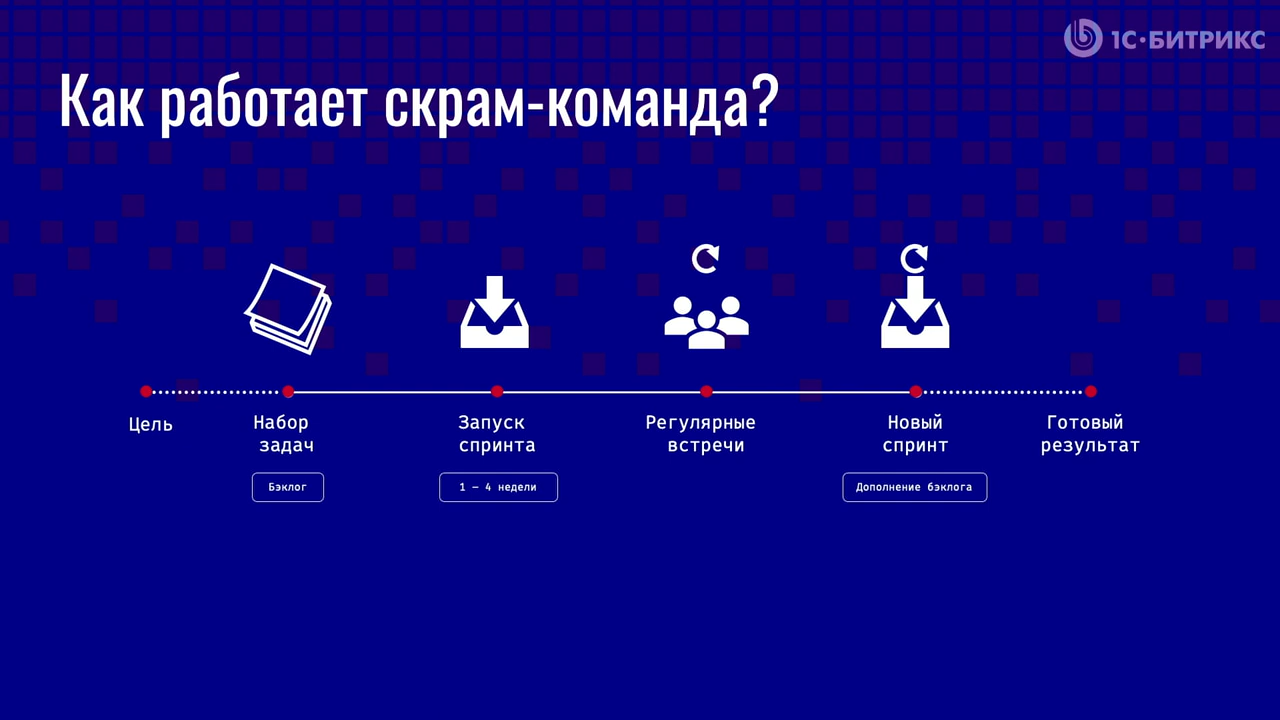 1С·БИТРИКС
Как работает скрам-команда?
Цель
Набор
задач
Бэклог
Запуск
спринта
1 – 4 недели
Регулярные
встречи
Новый
спринт
Дополнение бэклога
Готовый
результат